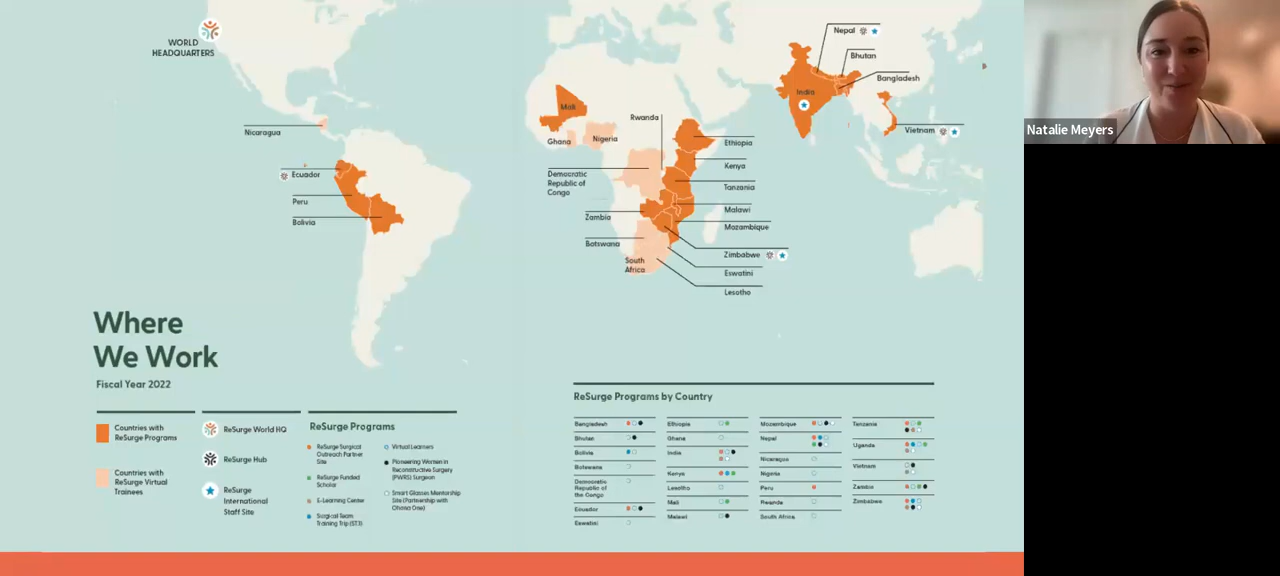 WORLD
HEADQUARTERS
Nicaragua
Ecuador
Peru
Bolivia
Mali
Ghana
Nigeria
Rwanda
Democratic
Republic of
Congo
Zambia
Botswana
South
Africa
Ethiopia
Kenya
Tanzania
Malawi
Mozambique
Zimbabwe
Eswatini
Lesotho
Nepal
Bhutan
Bangladesh
India
Vietnam
Natalie Meyers
Where
We Work
Fiscal Year 2022
Countries with
ReSurge Programs
Countries with
ReSurge Virtual
Trainees
ReSurge World HQ
ReSurge Hub
ReSurge
International
Staff Site
ReSurge Programs
ReSurge Surgical
Outreach Partner
Site
ReSurge Funded
Scholar
E-Learning Center
Surgical Team
Training Trip (STT)
Virtual Learners
Pioneering Women in
Reconstructive Surgery
(PWRS) Surgeon
Smart Glasses Mentorship
Site (Partnership with
Ohana One)
ReSurge Programs by Country
Bangladesh
Bhutan
Bolivia
Botswana
Democratic
Republic of
the Congo
Ecuador
Eswatini
Ethiopia
Ghana
India
Kenya
Lesotho
Mali
Malawi
Mozambique
Nepal
Nicaragua
Nigeria
Peru
Rwanda
South Africa
Tanzania
Uganda
Vietnam
Zambia
Zimbabwe